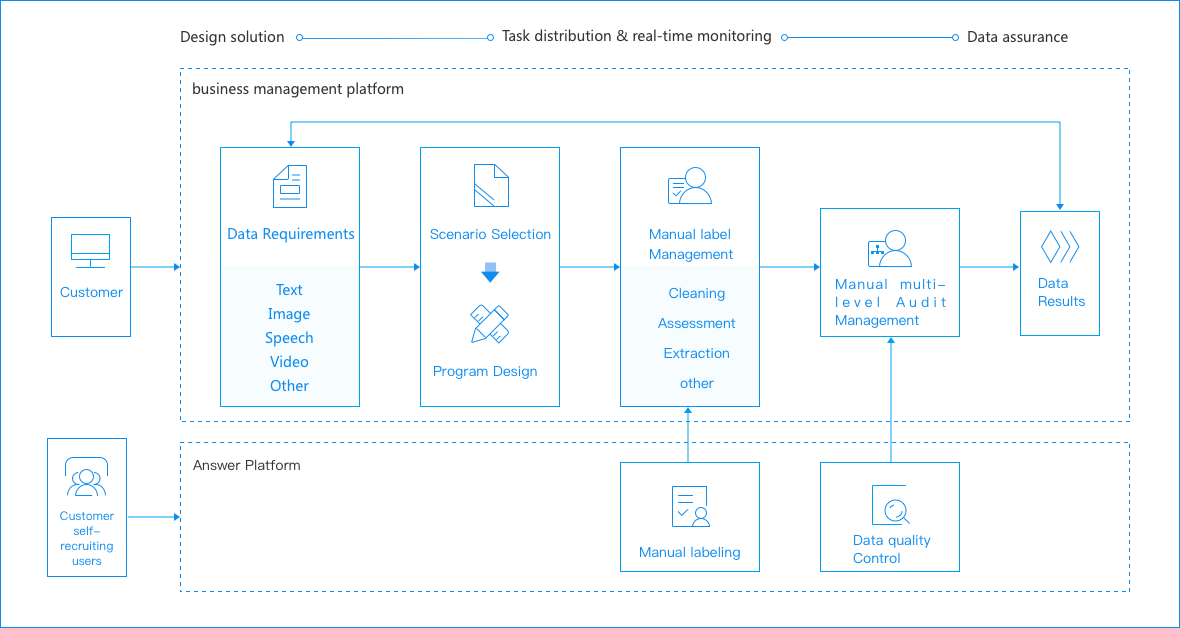 Design solution
Task distribution & real-time monitoring
Data assurance
business management platform
Data Requirements
Text
Image
Speech
Video
Other
Scenario Selection
Program Design
Manual label
Management
Cleaning
Assessment
Extraction
other
Manual multi-
level Audit
Management
Data
Results
Customer
Customer
self-
recruiting
users
Answer Platform
Manual labeling
Data quality
Control